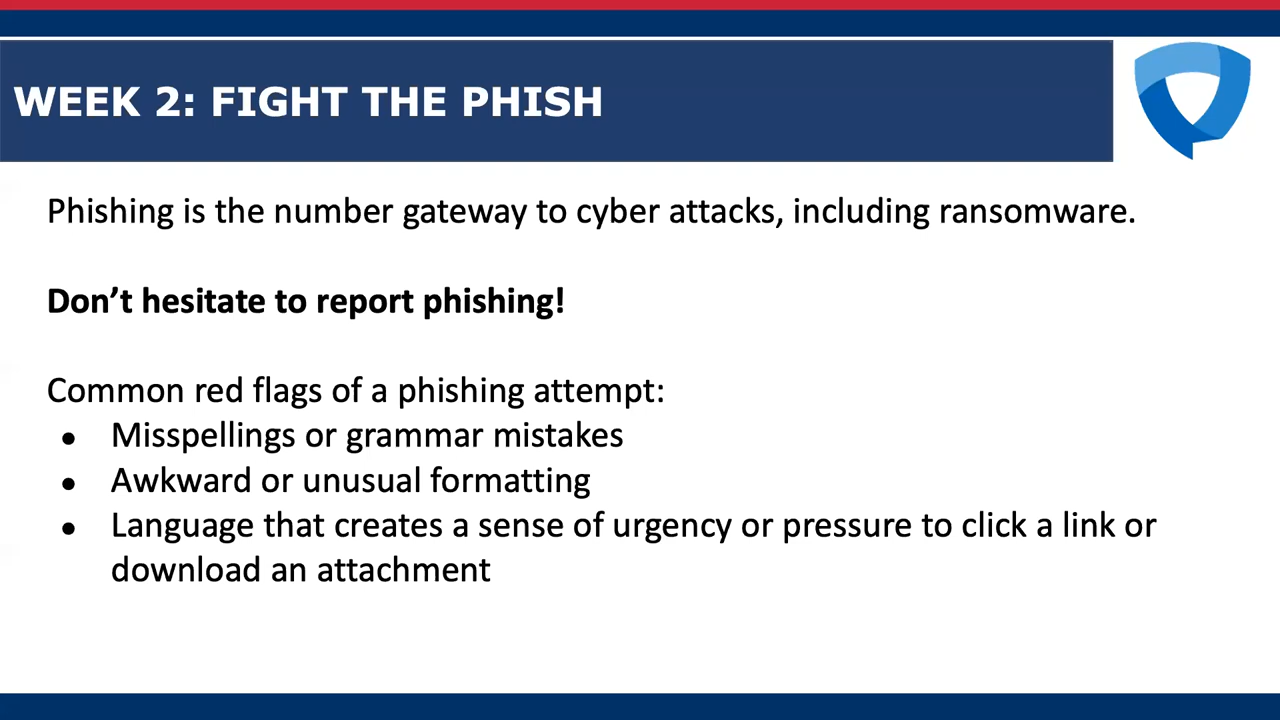 WEEK 2: FIGHT THE PHISH
Phishing is the number gateway to cyber attacks, including ransomware.
Don’t hesitate to report phishing!
Common red flags of a phishing attempt:
● Misspellings or grammar mistakes
● Awkward or unusual formatting
● Language that creates a sense of urgency or pressure to click a link or
download an attachment